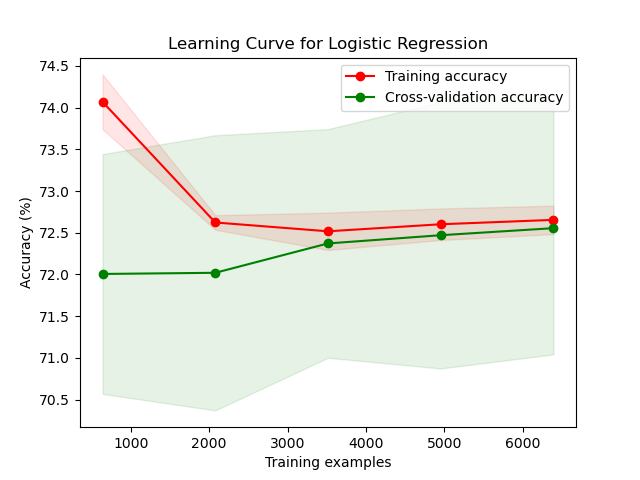 Learning Curve for Logistic Regression
Training accuracy
Cross-validation accuracy
Accuracy (%)
74.5
74.0
73.5
73.0
72.5
72.0
71.5
71.0
70.5
1000 2000 3000 4000 5000 6000
Training examples